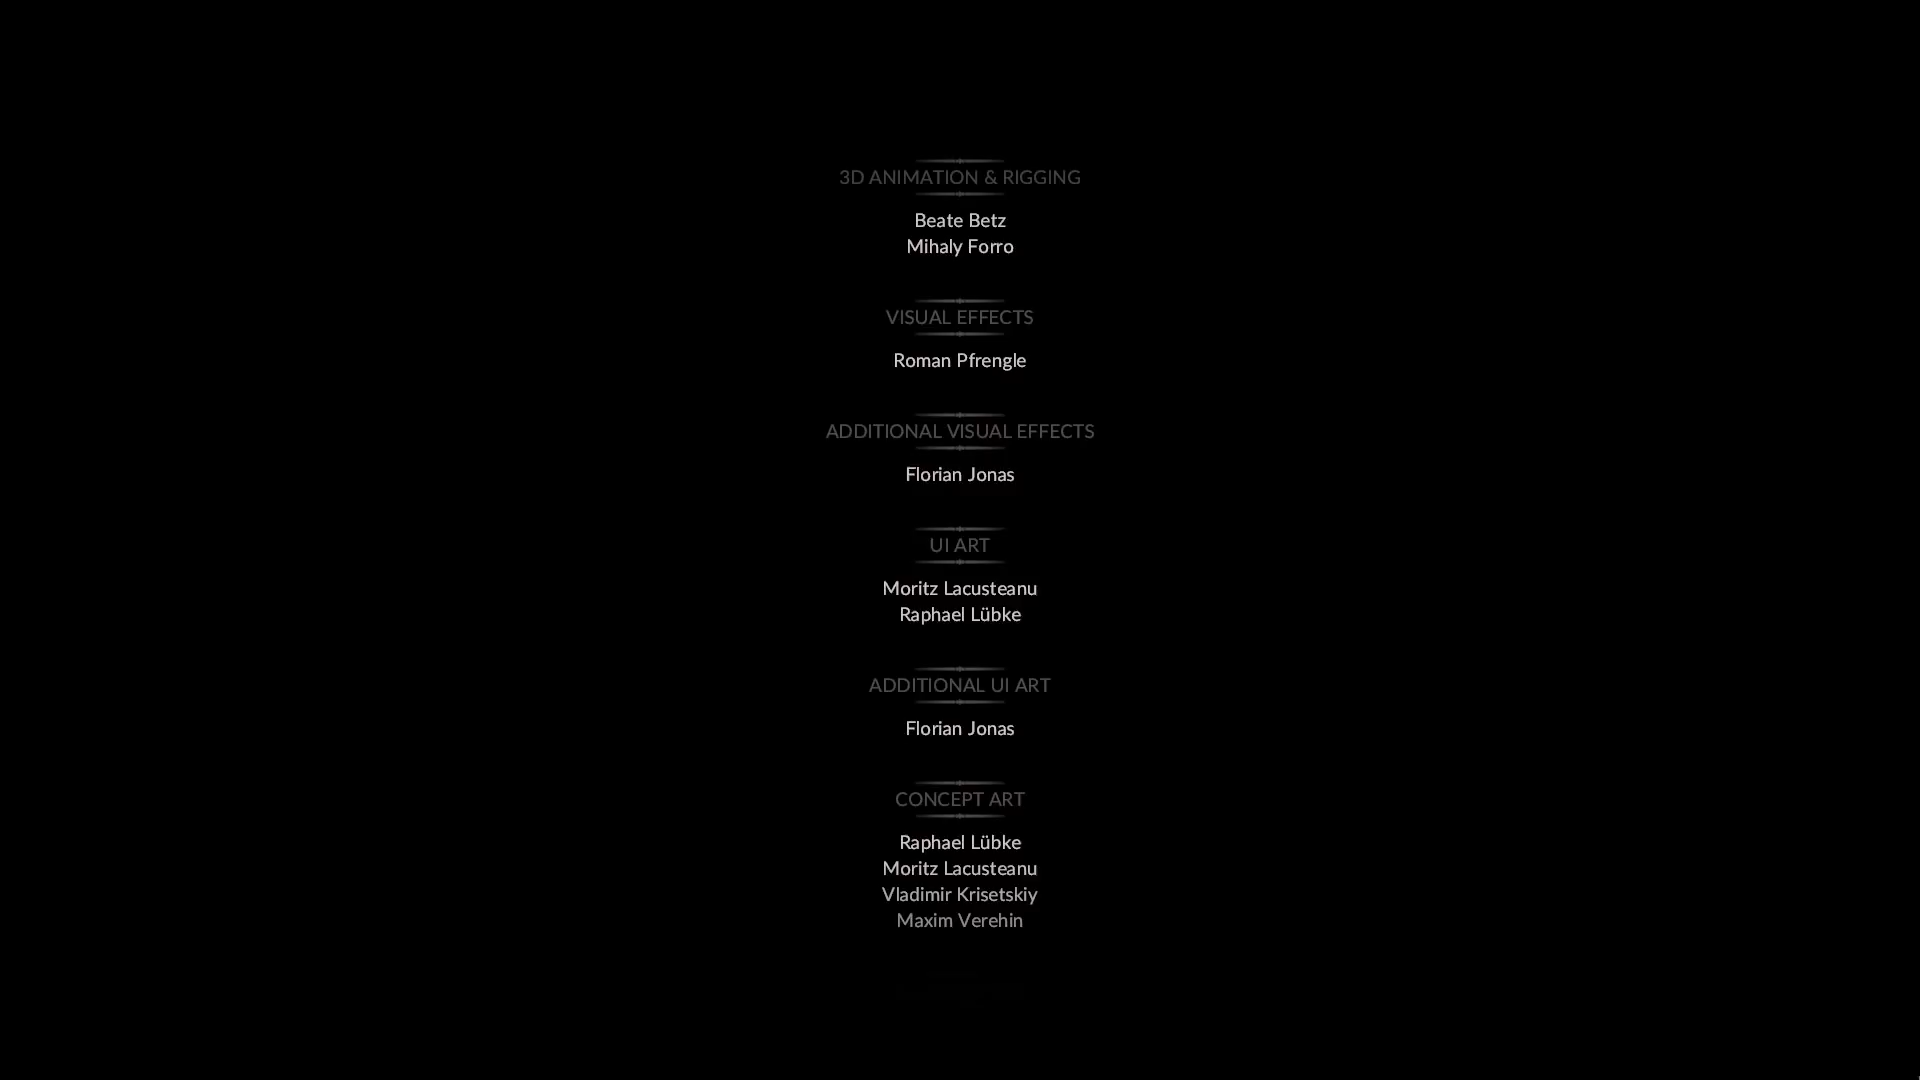 3D ANIMATION & RIGGING
Beate Betz
Mihaly Forro
VISUAL EFFECTS
Roman Pfrengle
ADDITIONAL VISUAL EFFECTS
Florian Jonas
UI ART
Moritz Lacusteanu
Raphael Lübke
ADDITIONAL UI ART
Florian Jonas
CONCEPT ART
Raphael Lübke
Moritz Lacusteanu
Vladimir Krisetskiy
Maxim Verehin